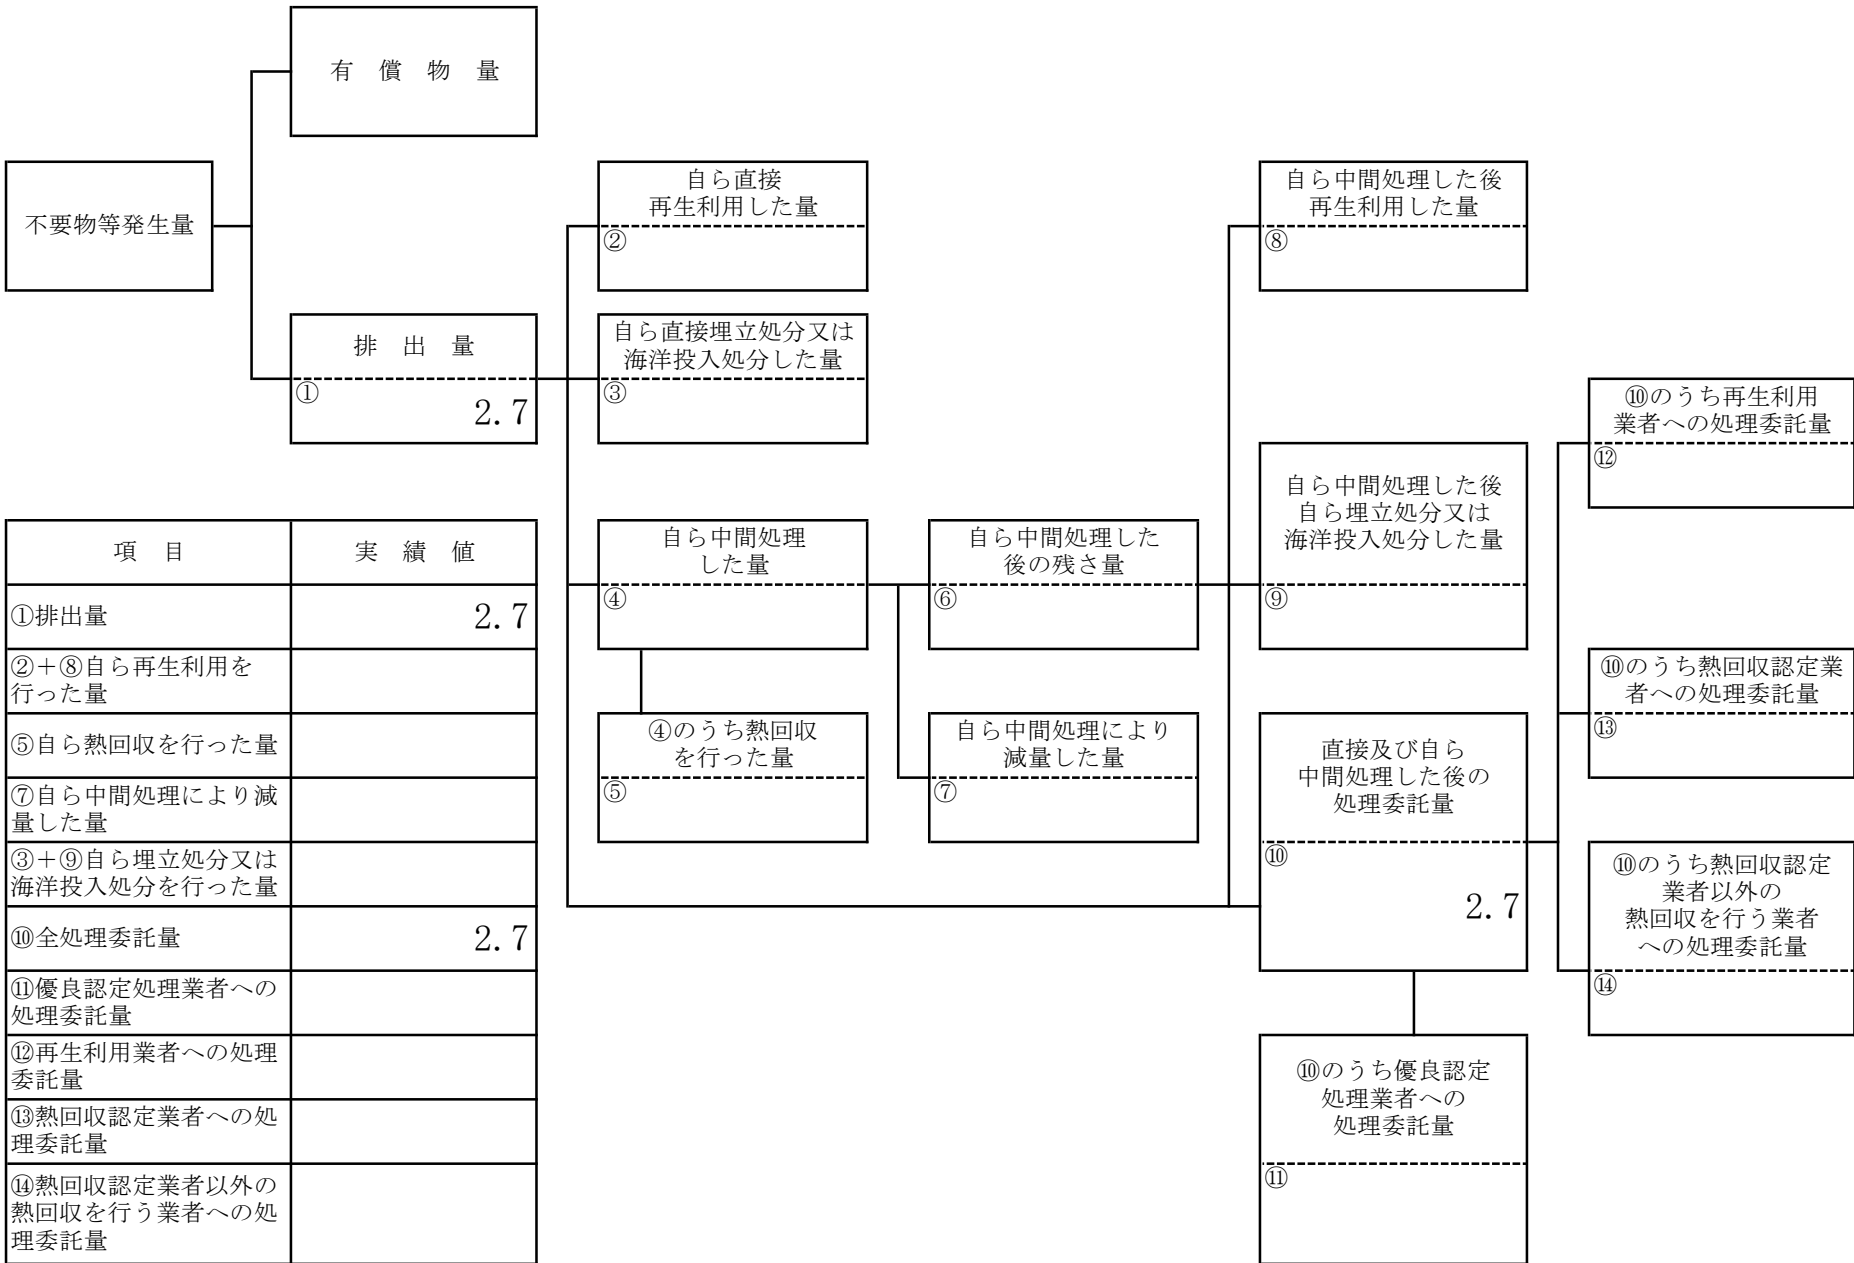 有 償 物 量
不要物等発生量
排 出 量
①
2.7
自ら直接
再生利用した量
②
自ら直接埋立処分又は
海洋投入処分した量
③
自ら中間処理
した量
④
④のうち熱回収
を行った量
⑤
自ら中間処理した
後の残さ量
⑥
自ら中間処理により
減量した量
⑦
自ら中間処理した後
再生利用した量
⑧
自ら中間処理した後
自ら埋立処分又は
海洋投入処分した量
⑨
直接及び自ら
中間処理した後の
処理委託量
⑩
2.7
⑩のうち優良認定
処理業者への
処理委託量
⑪
⑩のうち再生利用
業者への処理委託量
⑫
⑩のうち熱回収認定業
者への処理委託量
⑬
⑩のうち熱回収認定
業者以外の
熱回収を行う業者
への処理委託量
⑭
項 目 実 績 値
①排出量 2.7
②+⑧自ら再生利用を
行った量
⑤自ら熱回収を行った量
⑦自ら中間処理により減
量した量
③+⑨自ら埋立処分又は
海洋投入処分を行った量
⑩全処理委託量 2.7
⑪優良認定処理業者への
処理委託量
⑫再生利用業者への処理
委託量
⑬熱回収認定業者への処
理委託量
⑭熱回収認定業者以外の
熱回収を行う業者への処
理委託量